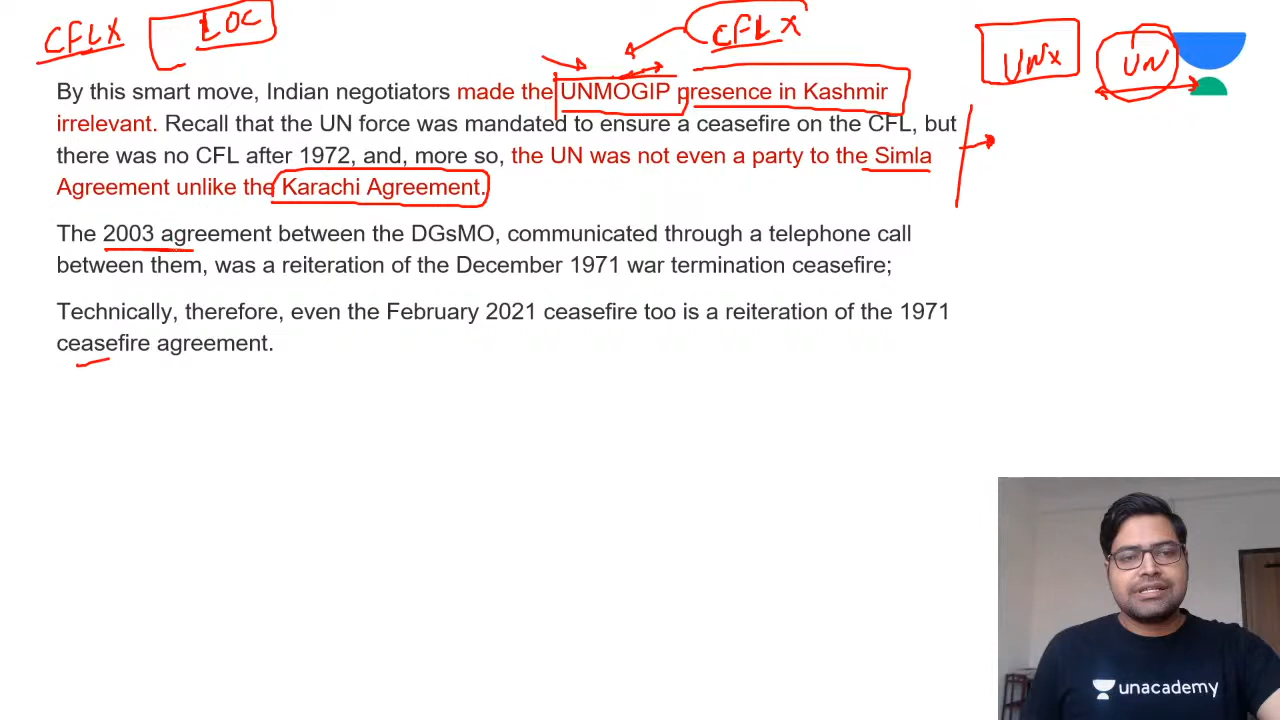 CFLX LOC CFLX UNX UN
By this smart move, Indian negotiators made the UNMOGIP presence in Kashmir
irrelevant. Recall that the UN force was mandated to ensure a ceasefire on the CFL, but
there was no CFL after 1972, and, more so, the UN was not even a party to the Simla
Agreement unlike the Karachi Agreement.
The 2003 agreement between the DGsMO, communicated through a telephone call
between them, was a reiteration of the December 1971 war termination ceasefire;
Technically, therefore, even the February 2021 ceasefire too is a reiteration of the 1971
ceasefire agreement.
unacademy